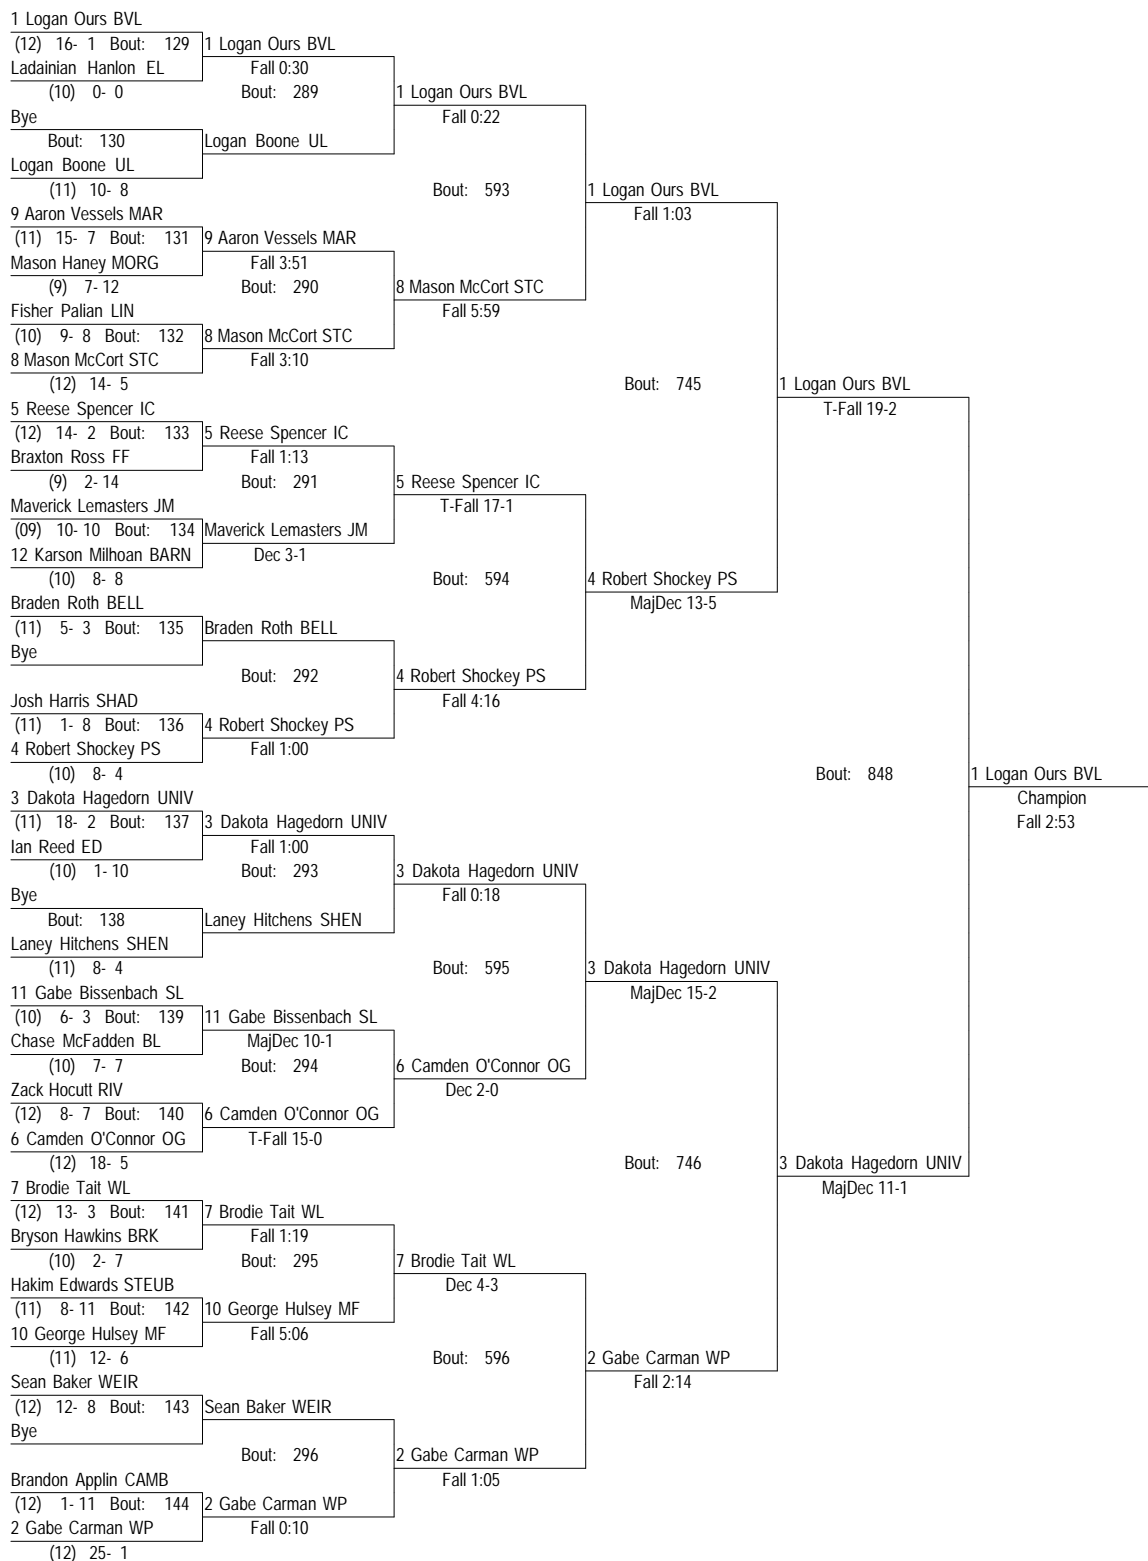 1 Logan Ours BVL
(12) 16- 1 Bout: 129 1 Logan Ours BVL
Ladainian Hanlon EL Fall 0:30
(10) 0- 0 Bout: 289 1 Logan Ours BVL
Bye Fall 0:22
Bout: 130 Logan Boone UL
Logan Boone UL
(11) 10- 8 Bout: 593 1 Logan Ours BVL
9 Aaron Vessels MAR Fall 1:03
(11) 15- 7 Bout: 131 9 Aaron Vessels MAR
Mason Haney MORG Fall 3:51
(9) 7- 12 Bout: 290 8 Mason McCort STC
Fisher Palian LIN Fall 5:59
(10) 9- 8 Bout: 132 8 Mason McCort STC
8 Mason McCort STC Fall 3:10
(12) 14- 5 Bout: 745 1 Logan Ours BVL
5 Reese Spencer IC T-Fall 19-2
(12) 14- 2 Bout: 133 5 Reese Spencer IC
Braxton Ross FF Fall 1:13
(9) 2- 14 Bout: 291 5 Reese Spencer IC
Maverick Lemasters JM T-Fall 17-1
(09) 10- 10 Bout: 134 Maverick Lemasters JM
12 Karson Milhoan BARN Dec 3-1
(10) 8- 8 Bout: 594 4 Robert Shockey PS
Braden Roth BELL MajDec 13-5
(11) 5- 3 Bout: 135 Braden Roth BELL
Bye
Bout: 292 4 Robert Shockey PS
Josh Harris SHAD Fall 4:16
(11) 1- 8 Bout: 136 4 Robert Shockey PS
4 Robert Shockey PS Fall 1:00
(10) 8- 4 Bout: 848 1 Logan Ours BVL
3 Dakota Hagedorn UNIV Champion
(11) 18- 2 Bout: 137 3 Dakota Hagedorn UNIV Fall 2:53
Ian Reed ED Fall 1:00
(10) 1- 10 Bout: 293 3 Dakota Hagedorn UNIV
Bye Fall 0:18
Bout: 138 Laney Hitchens SHEN
Laney Hitchens SHEN
(11) 8- 4 Bout: 595 3 Dakota Hagedorn UNIV
11 Gabe Bissenbach SL MajDec 15-2
(10) 6- 3 Bout: 139 11 Gabe Bissenbach SL
Chase McFadden BL MajDec 10-1
(10) 7- 7 Bout: 294 6 Camden O'Connor OG
Zack Hocutt RIV Dec 2-0
(12) 8- 7 Bout: 140 6 Camden O'Connor OG
6 Camden O'Connor OG T-Fall 15-0
(12) 18- 5 Bout: 746 3 Dakota Hagedorn UNIV
7 Brodie Tait WL MajDec 11-1
(12) 13- 3 Bout: 141 7 Brodie Tait WL
Bryson Hawkins BRK Fall 1:19
(10) 2- 7 Bout: 295 7 Brodie Tait WL
Hakim Edwards STEUB Dec 4-3
(11) 8- 11 Bout: 142 10 George Hulsey MF
10 George Hulsey MF Fall 5:06
(11) 12- 6 Bout: 596 2 Gabe Carman WP
Sean Baker WEIR Fall 2:14
(12) 12- 8 Bout: 143 Sean Baker WEIR
Bye
Bout: 296 2 Gabe Carman WP
Brandon Applin CAMB Fall 1:05
(12) 1- 11 Bout: 144 2 Gabe Carman WP
2 Gabe Carman WP Fall 0:10
(12) 25- 1